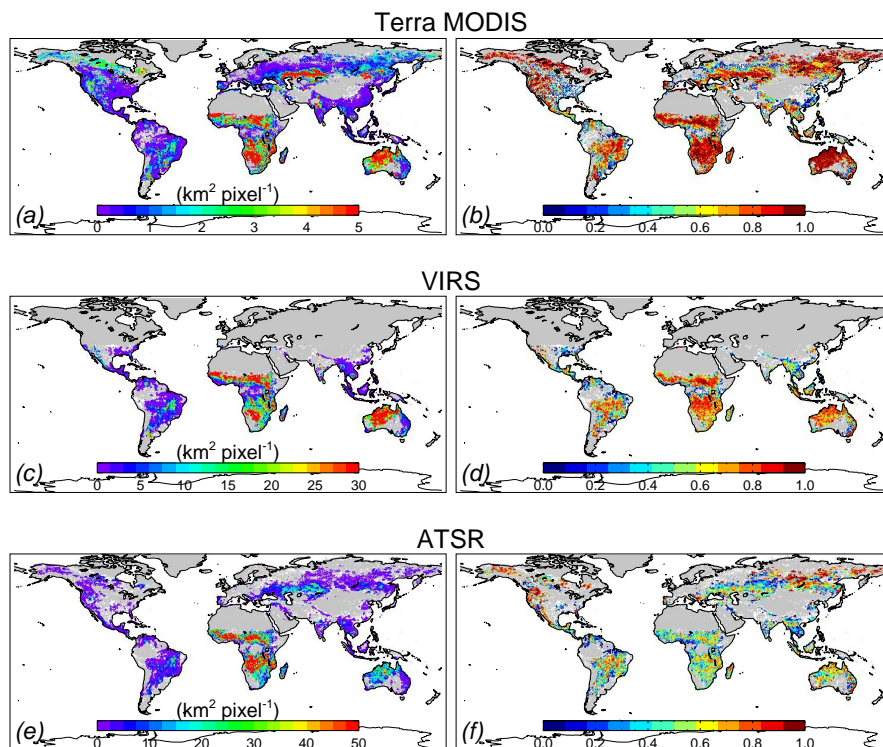 Terra MODIS
(km² pixel⁻¹)
(a)
0 1 2 3 4 5
(b)
0.0 0.2 0.4 0.6 0.8 1.0
VIRS
(km² pixel⁻¹)
(c)
0 5 10 15 20 25 30
(d)
0.0 0.2 0.4 0.6 0.8 1.0
ATSR
(km² pixel⁻¹)
(e)
0 10 20 30 40 50
(f)
0.0 0.2 0.4 0.6 0.8 1.0